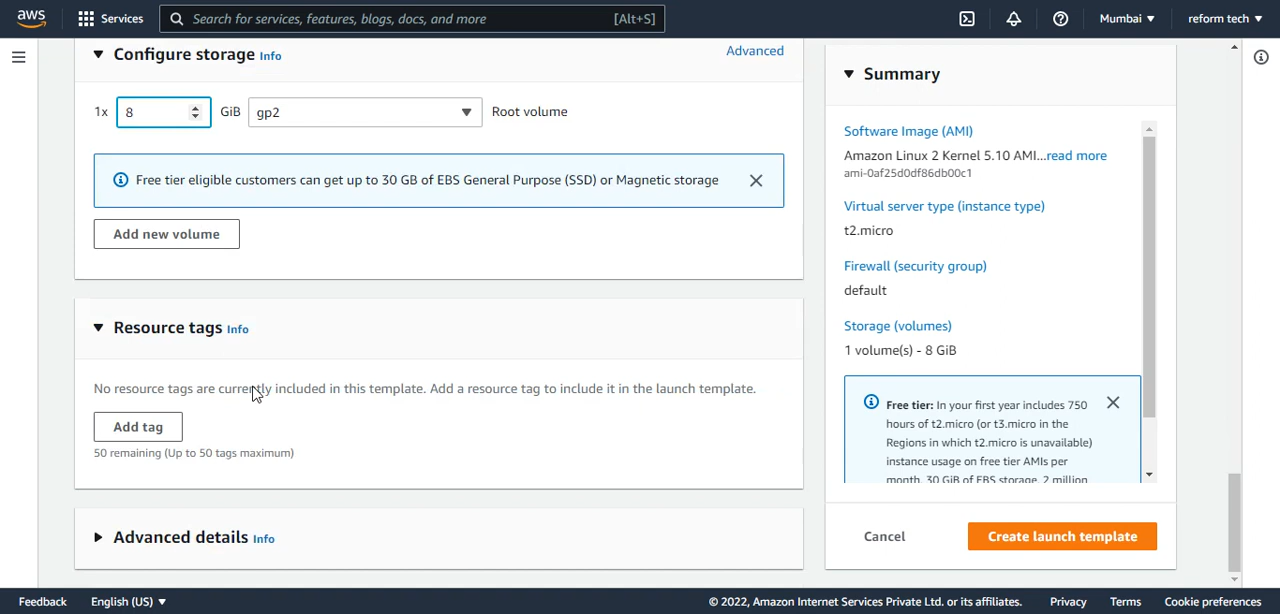 aws
Services
Search for services, features, blogs, docs, and more
[Alt+S]
Mumbai ▼
reform tech ▼
Configure storage Info
Advanced
1x
8
GiB
gp2
Root volume
Free tier eligible customers can get up to 30 GB of EBS General Purpose (SSD) or Magnetic storage
Add new volume
Resource tags Info
No resource tags are currently included in this template. Add a resource tag to include it in the launch template.
Add tag
50 remaining (Up to 50 tags maximum)
Advanced details Info
Summary
Software Image (AMI)
Amazon Linux 2 Kernel 5.10 AMI...read more
ami-0af25d0df86db00c1
Virtual server type (instance type)
t2.micro
Firewall (security group)
default
Storage (volumes)
1 volume(s) - 8 GiB
Free tier: In your first year includes 750
hours of t2.micro (or t3.micro in the
Regions in which t2.micro is unavailable)
instance usage on free tier AMIs per
month, 30 GiB of EBS storage, 2 million
Cancel
Create launch template
Feedback
English (US) ▼
© 2022, Amazon Internet Services Private Ltd. or its affiliates.
Privacy
Terms
Cookie preferences